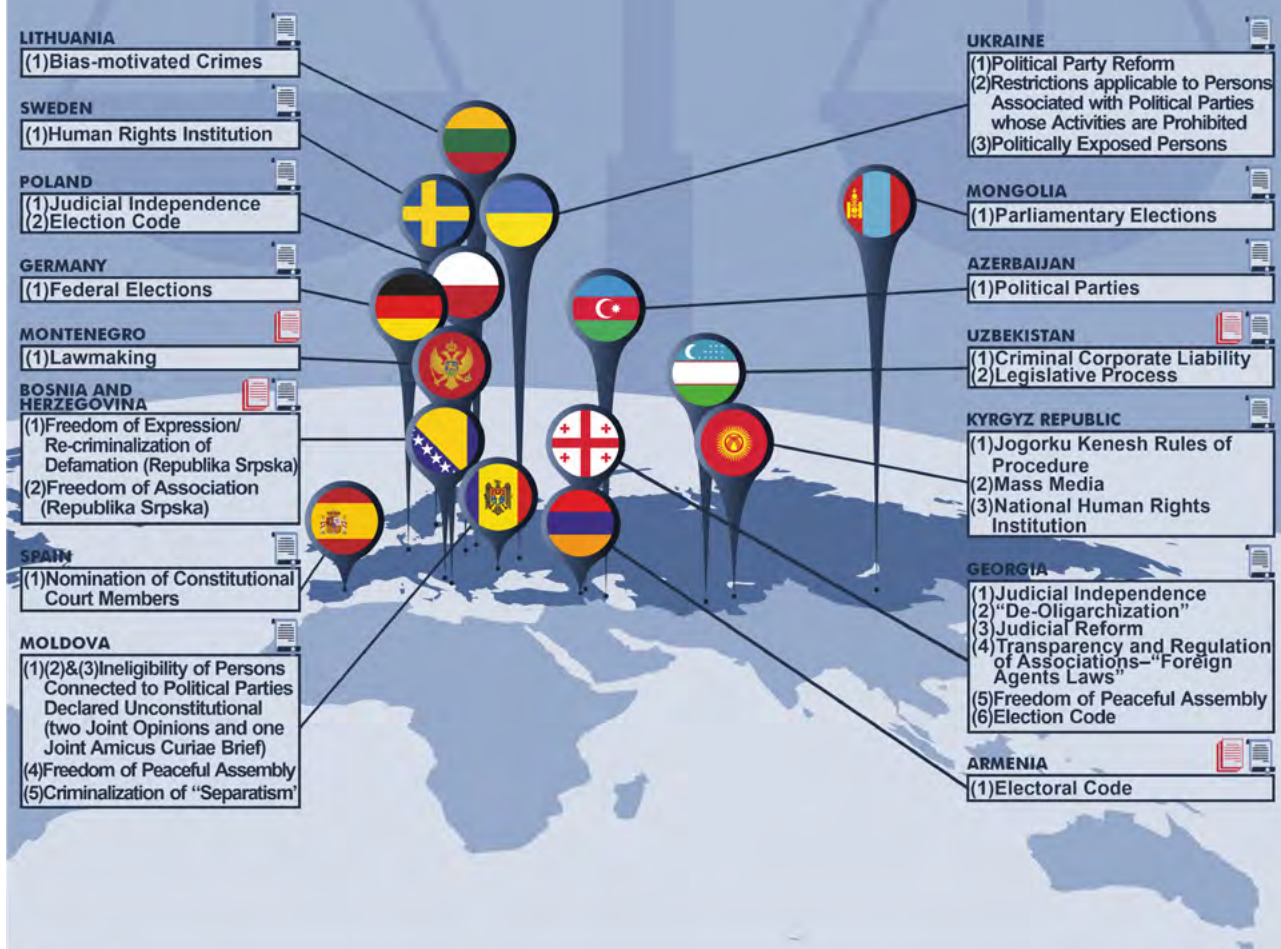 LITHUANIA
(1)Bias-motivated Crimes
SWEDEN
(1)Human Rights Institution
POLAND
(1)Judicial Independence
(2)Election Code
GERMANY
(1)Federal Elections
MONTENEGRO
(1)Lawmaking
BOSNIA AND
HERZEGOVINA
(1)Freedom of Expression/
Re-criminalization of
Defamation (Republika Srpska)
(2)Freedom of Association
(Republika Srpska)
SPAIN
(1)Nomination of Constitutional
Court Members
MOLDOVA
(1)(2)&(3)Ineligibility of Persons
Connected to Political Parties
Declared Unconstitutional
(two Joint Opinions and one
Joint Amicus Curiae Brief)
(4)Freedom of Peaceful Assembly
(5)Criminalization of “Separatism’
UKRAINE
(1)Political Party Reform
(2)Restrictions applicable to Persons
Associated with Political Parties
whose Activities are Prohibited
(3)Politically Exposed Persons
MONGOLIA
(1)Parliamentary Elections
AZERBAIJAN
(1)Political Parties
UZBEKISTAN
(1)Criminal Corporate Liability
(2)Legislative Process
KYRGYZ REPUBLIC
(1)Jogorku Kenesh Rules of
Procedure
(2)Mass Media
(3)National Human Rights
Institution
GEORGIA
(1)Judicial Independence
(2)“De-Oligarchization”
(3)Judicial Reform
(4)Transparency and Regulation
of Associations–“Foreign
Agents Laws”
(5)Freedom of Peaceful Assembly
(6)Election Code
ARMENIA
(1)Electoral Code